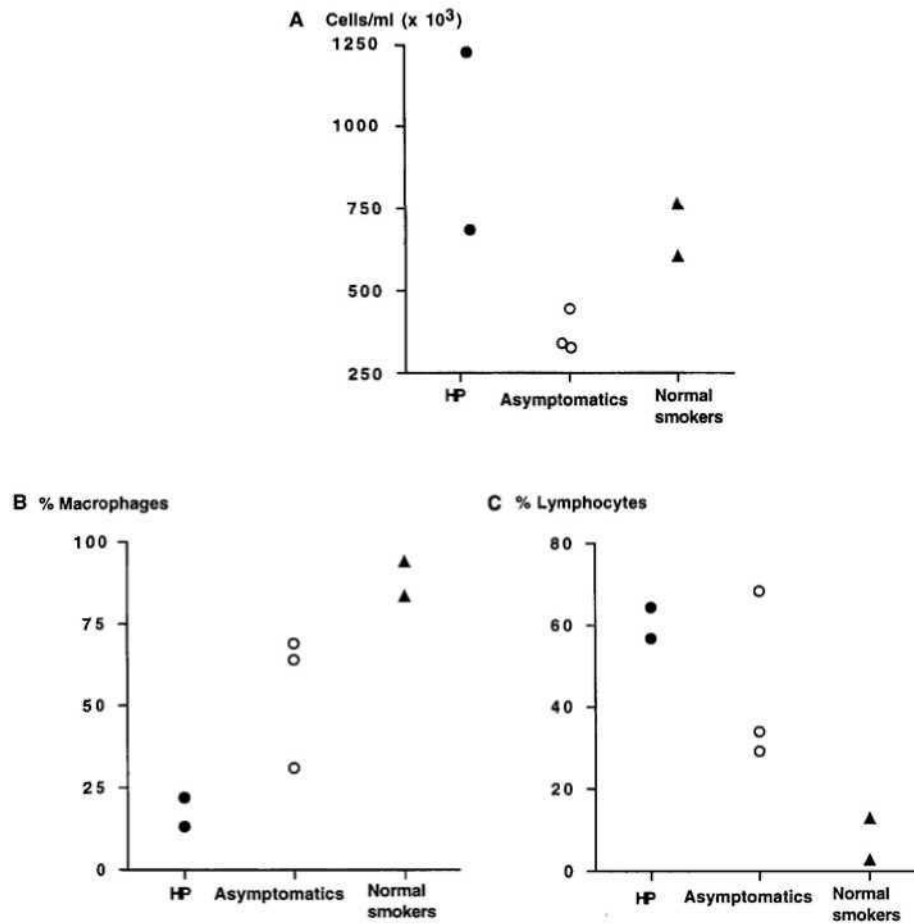 A Cells/ml (x 10³)
1250
1000
750
500
250
HP Asymptomatics Normal
smokers
B % Macrophages
100
75
50
25
0
HP Asymptomatics Normal
smokers
C % Lymphocytes
80
60
40
20
0
HP Asymptomatics Normal
smokers